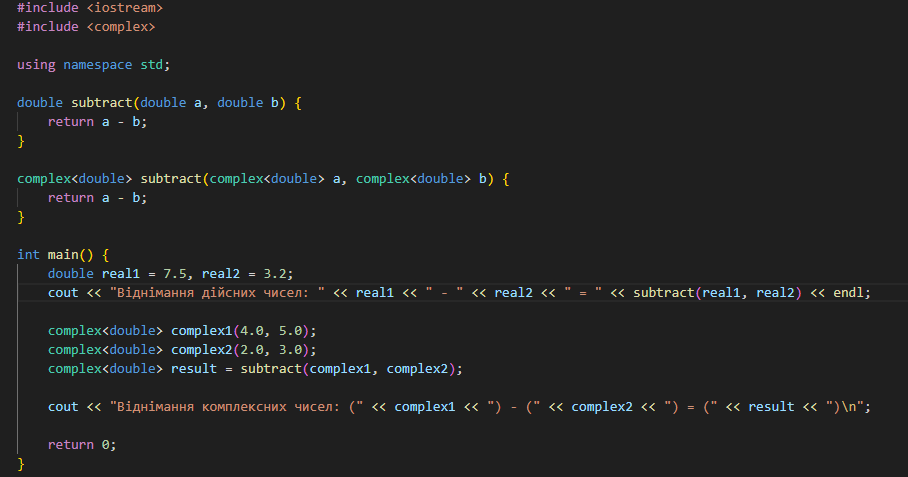 #include <iostream>
#include <complex>
using namespace std;
double subtract(double a, double b) {
    return a - b;
}
complex<double> subtract(complex<double> a, complex<double> b) {
    return a - b;
}
int main() {
    double real1 = 7.5, real2 = 3.2;
    cout << "Віднімання дійсних чисел: " << real1 << " - " << real2 << " = " << subtract(real1, real2) << endl;
    complex<double> complex1(4.0, 5.0);
    complex<double> complex2(2.0, 3.0);
    complex<double> result = subtract(complex1, complex2);
    cout << "Віднімання комплексних чисел: (" << complex1 << ") - (" << complex2 << ") = (" << result << ")\n";
    return 0;
}